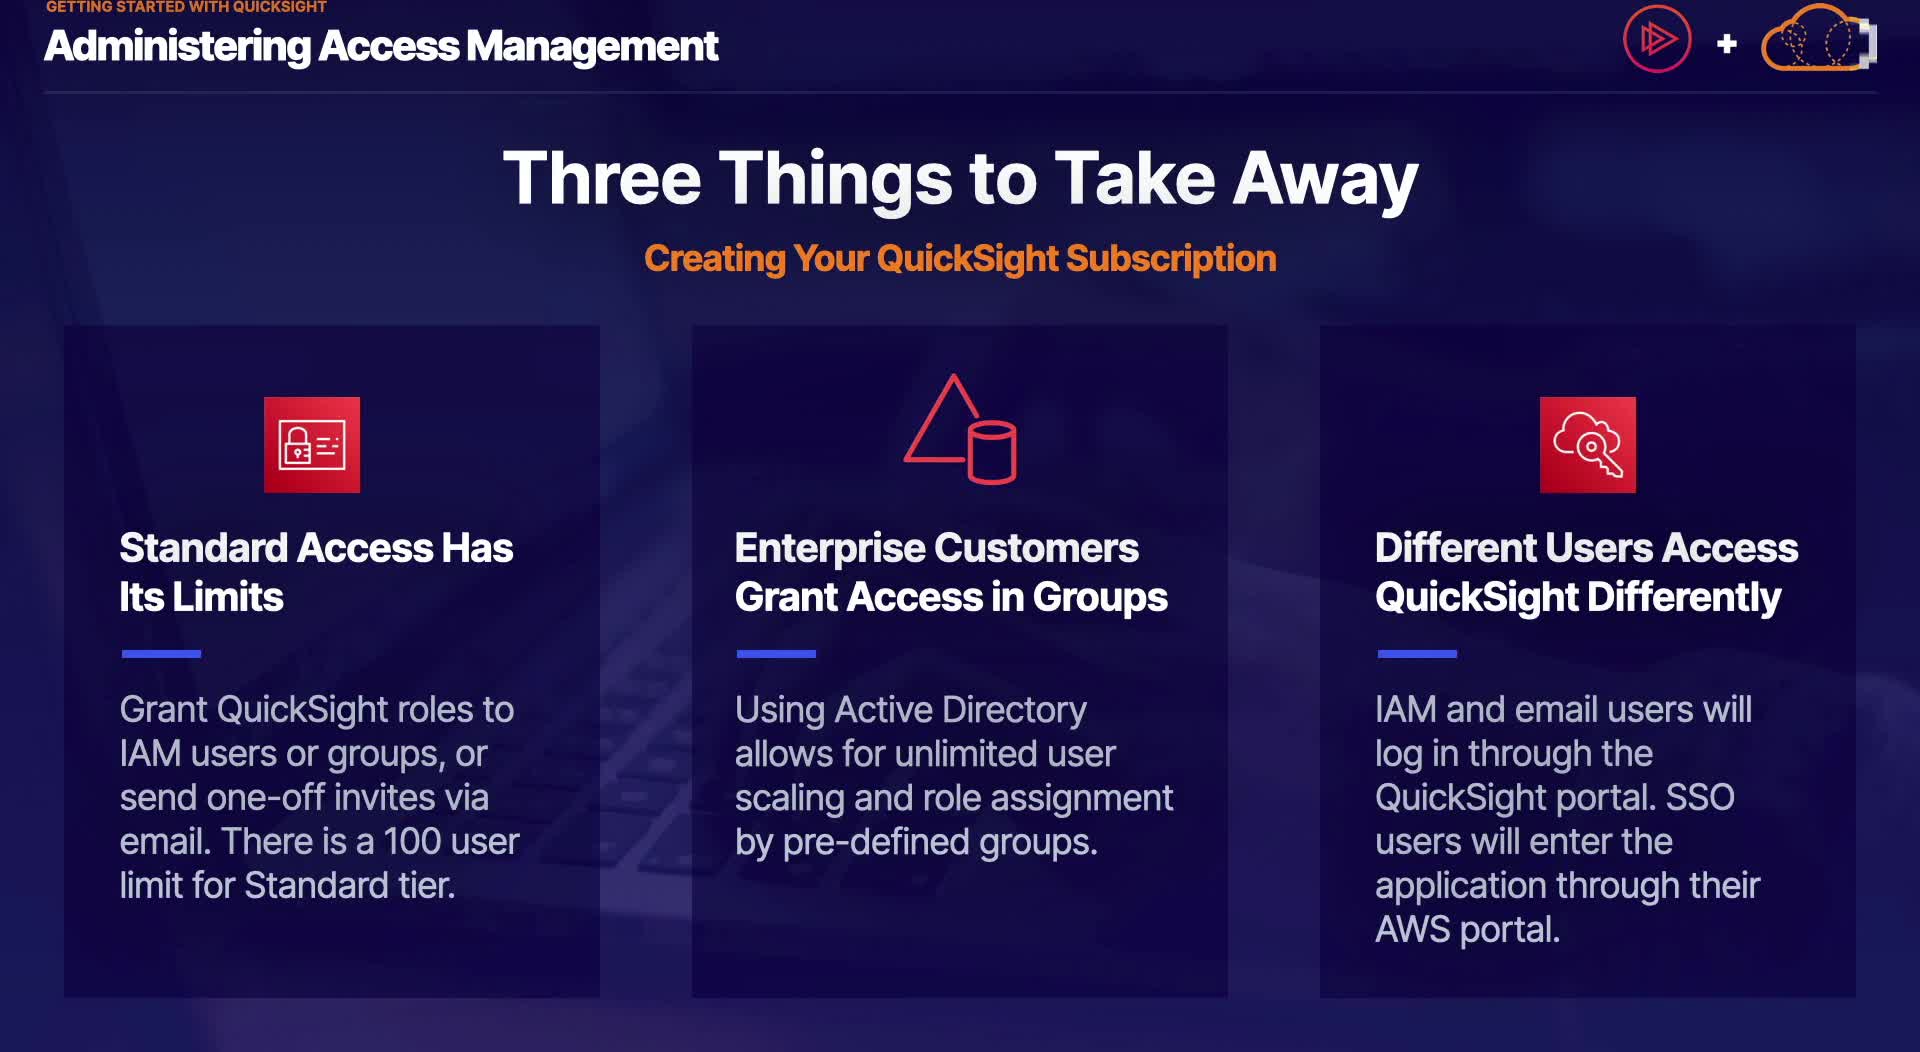 GETTING STARTED WITH QUICKSIGHT
Administering Access Management
Three Things to Take Away
Creating Your QuickSight Subscription
Standard Access Has
Its Limits
Grant QuickSight roles to
IAM users or groups, or
send one-off invites via
email. There is a 100 user
limit for Standard tier.
Enterprise Customers
Grant Access in Groups
Using Active Directory
allows for unlimited user
scaling and role assignment
by pre-defined groups.
Different Users Access
QuickSight Differently
IAM and email users will
log in through the
QuickSight portal. SSO
users will enter the
application through their
AWS portal.